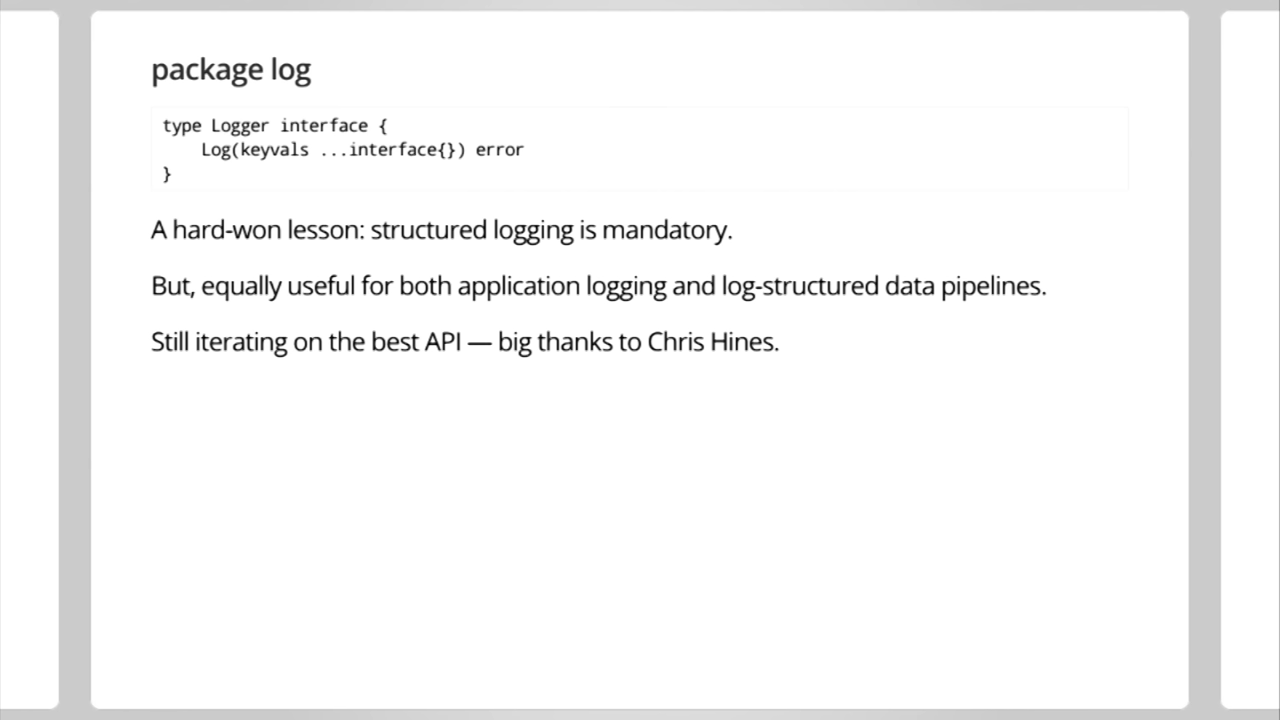 package log
type Logger interface {
    Log(keyvals ...interface{}) error
}
A hard-won lesson: structured logging is mandatory.
But, equally useful for both application logging and log-structured data pipelines.
Still iterating on the best API — big thanks to Chris Hines.